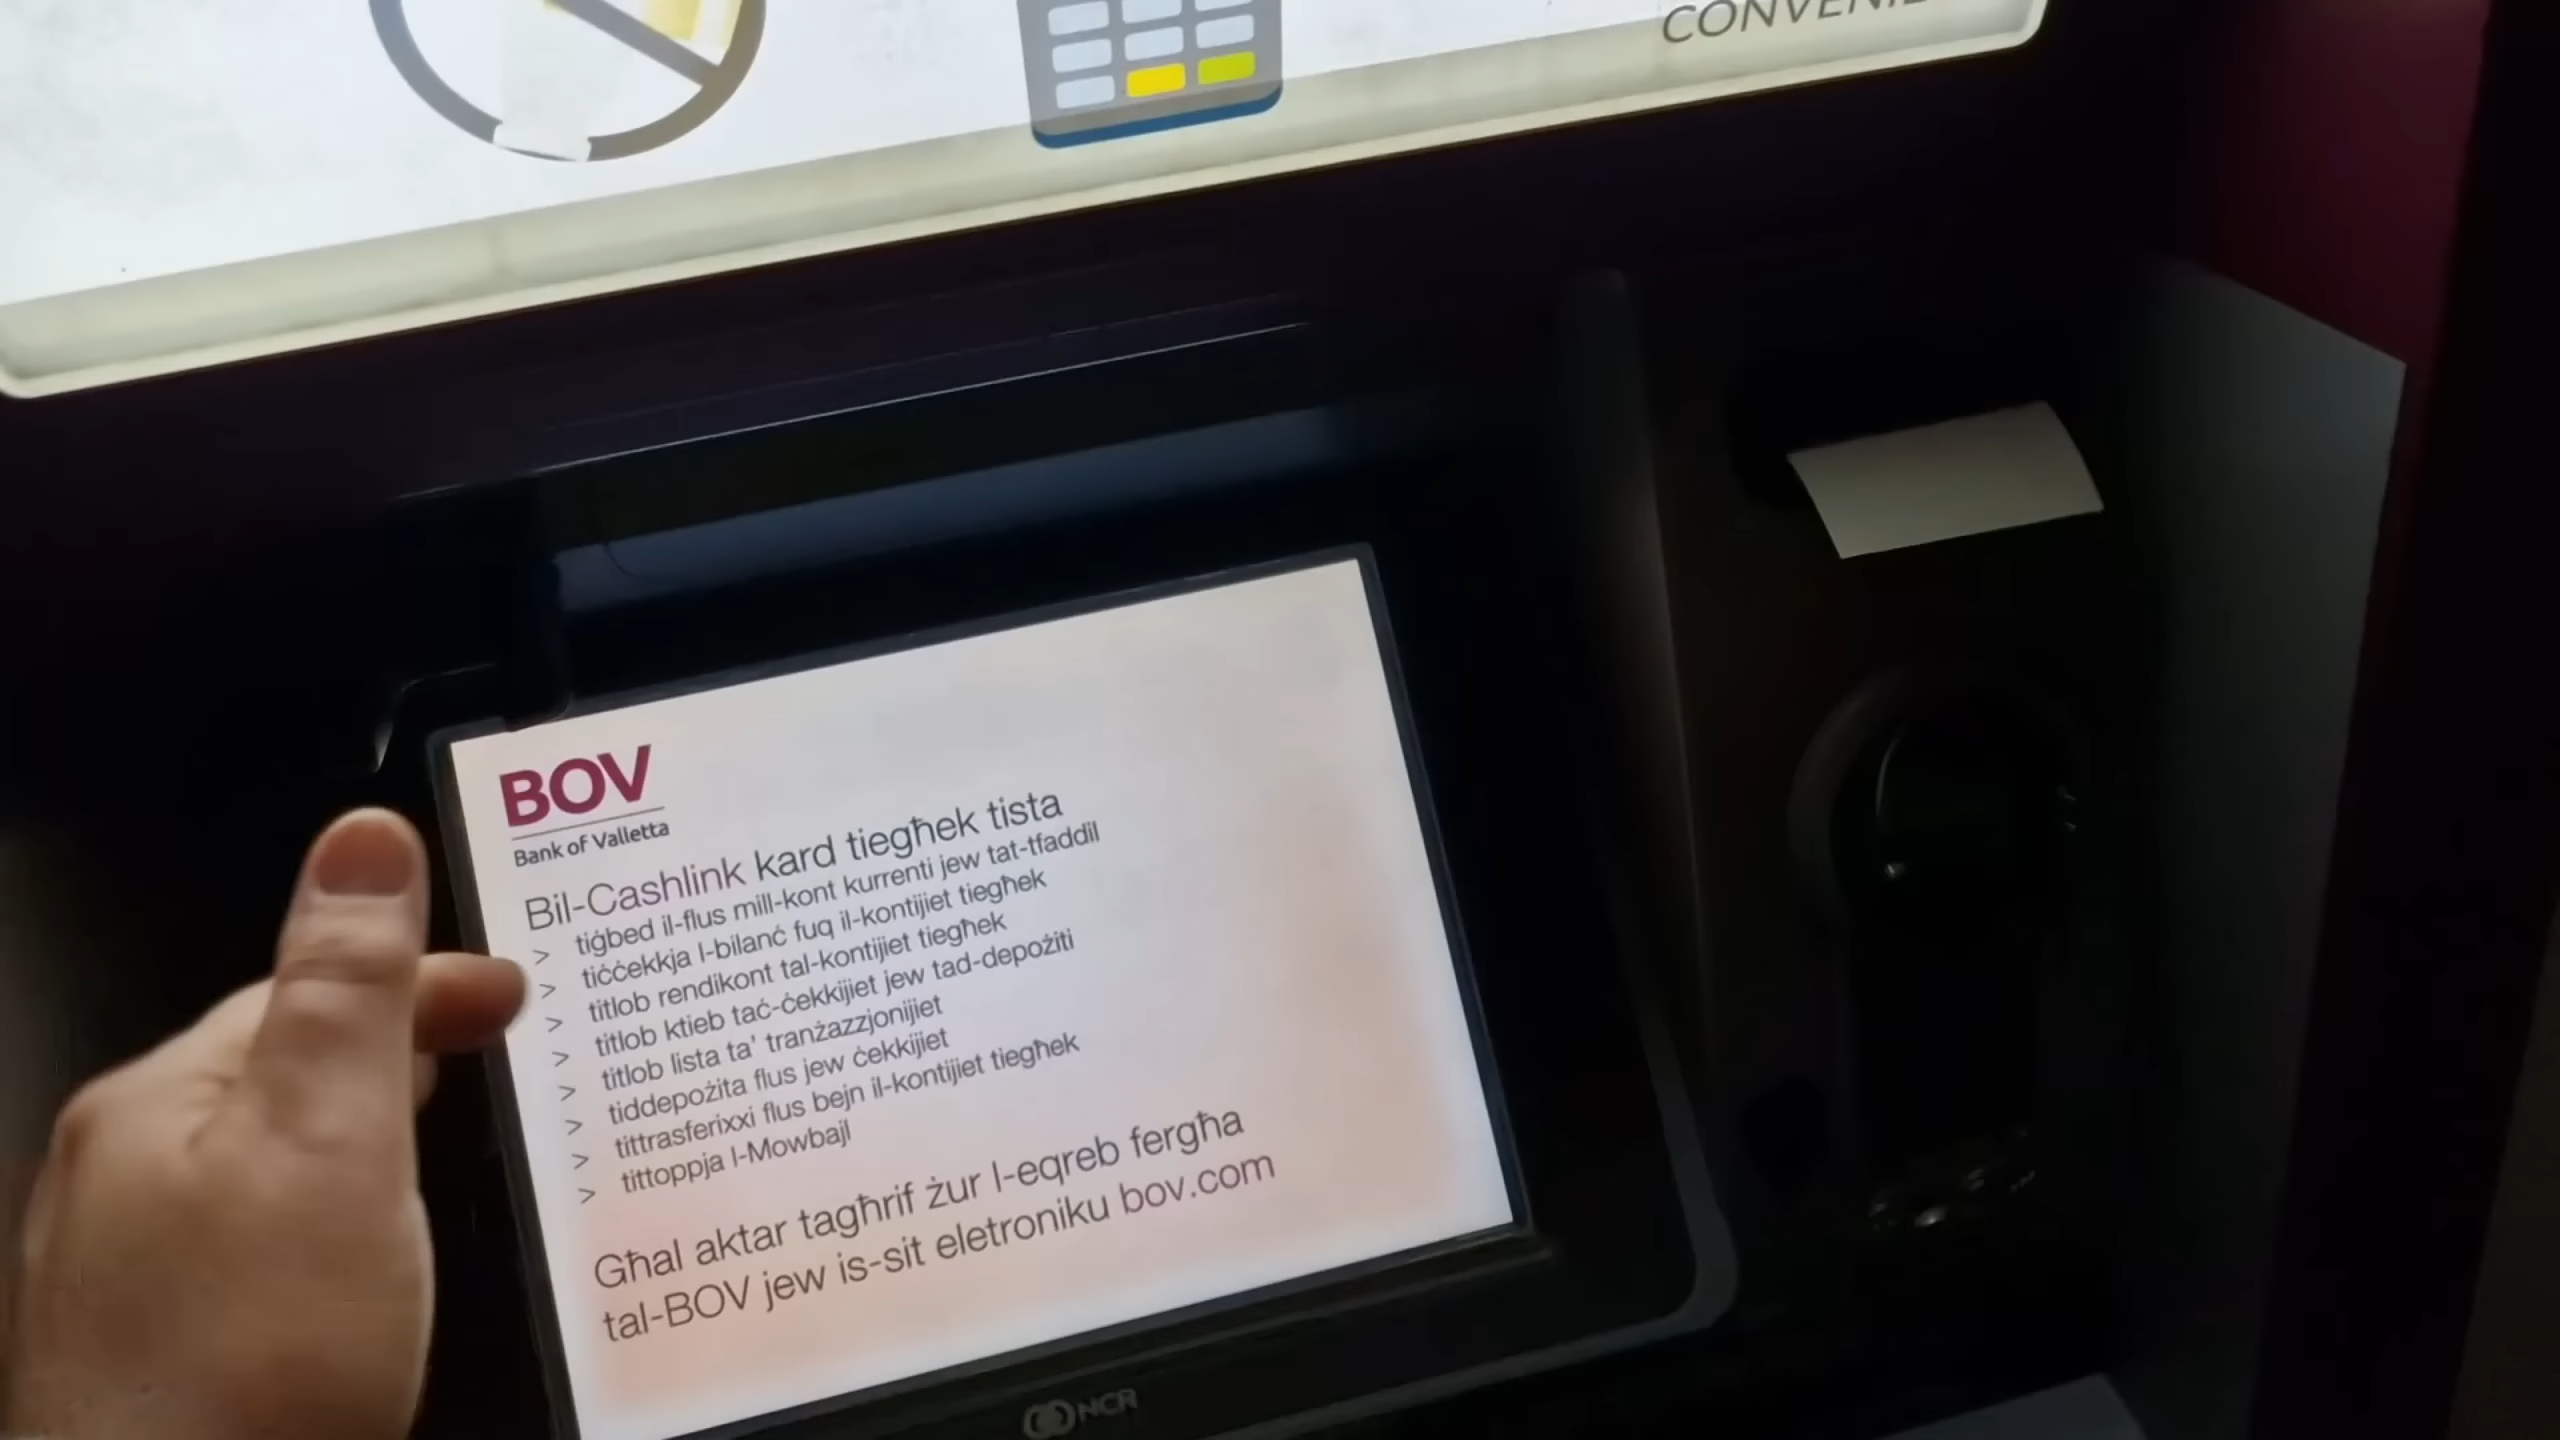 BOV
Bank of Valletta
Bil-Cashlink kard tiegħek tista
> tiġbed il-flus mill-kont kurrenti jew tat-tfaddil
> tiċċekkja l-bilanċ fuq il-kontijiet tiegħek
> titlob rendikont tal-kontijiet tiegħek
> titlob ktieb taċ-ċekkijiet jew tad-depożiti
> titlob lista ta' tranżazzjonijiet
> tiddepożita flus jew ċekkijiet
> tittrasferixxi flus bejn il-kontijiet tiegħek
> tittoppja l-Mowbajl
Għal aktar tagħrif żur l-eqreb fergħa
tal-BOV jew is-sit eletroniku bov.com
NCR